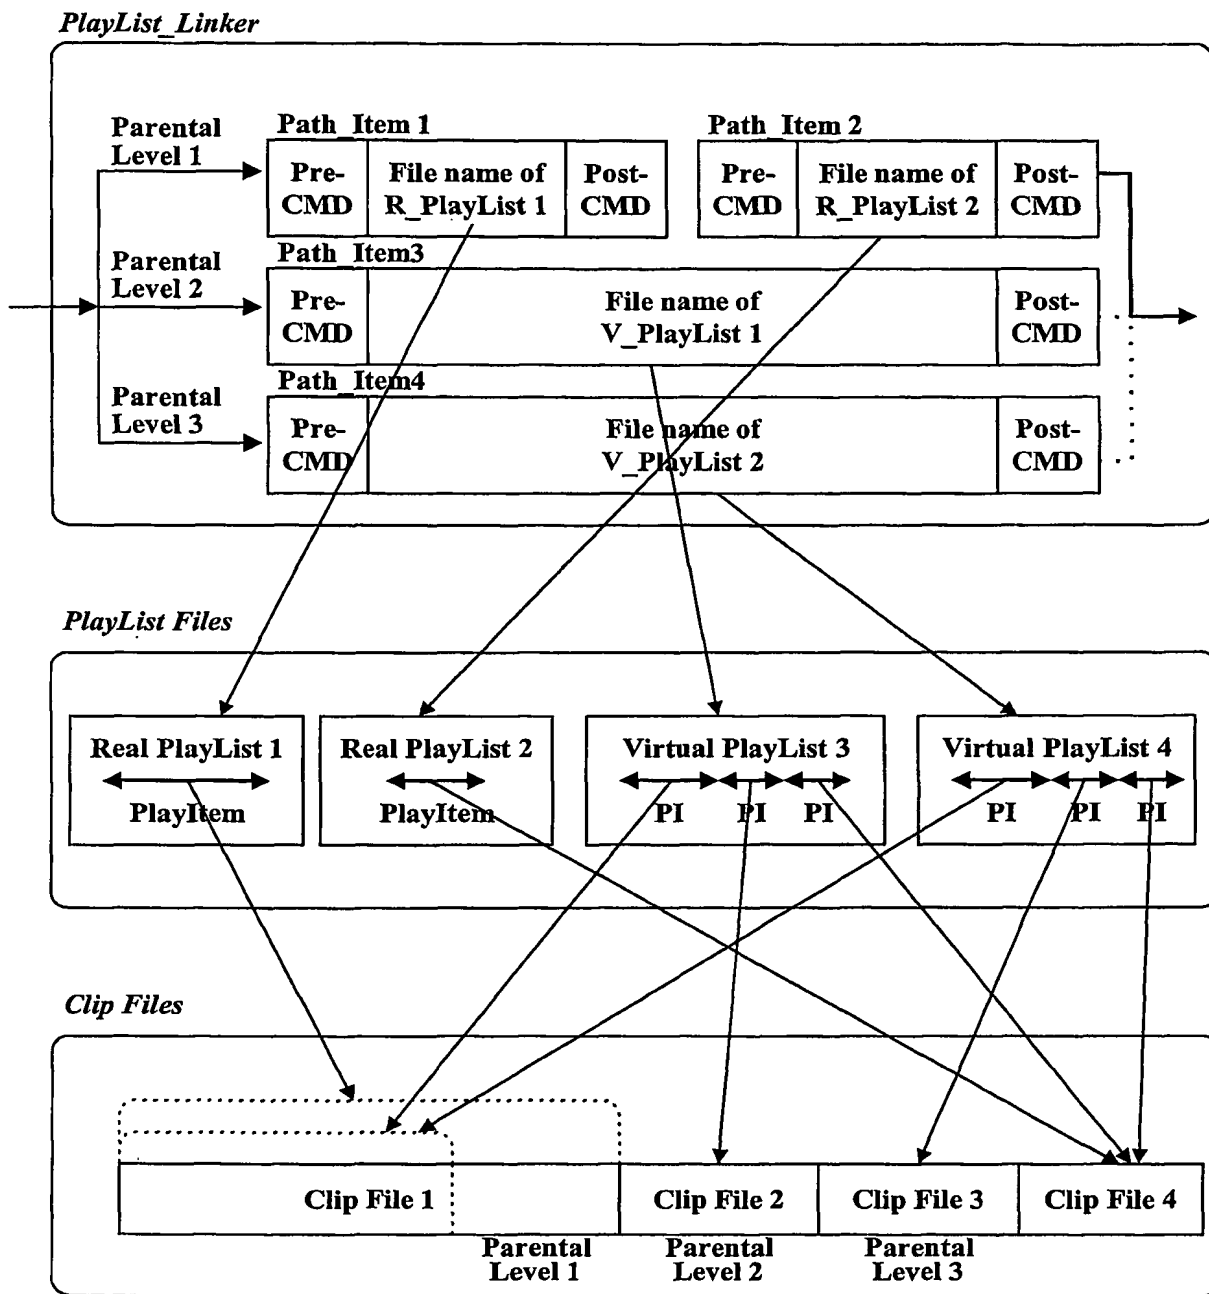 PlayList_Linker
Parental
Level 1
Path_Item 1
Pre-
CMD
File name of
R_PlayList 1
Post-
CMD
Path_Item 2
Pre-
CMD
File name of
R_PlayList 2
Post-
CMD
Parental
Level 2
Path_Item3
Pre-
CMD
File name of
V_PlayList 1
Post-
CMD
Parental
Level 3
Path_Item4
Pre-
CMD
File name of
V_PlayList 2
Post-
CMD
PlayList Files
Real PlayList 1
PlayItem
Real PlayList 2
PlayItem
Virtual PlayList 3
PI PI PI
Virtual PlayList 4
PI PI PI
Clip Files
Clip File 1
Clip File 2
Clip File 3
Clip File 4
Parental
Level 1
Parental
Level 2
Parental
Level 3